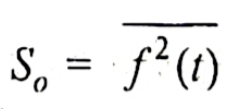 $S_o = \overline{f^2(t)}$